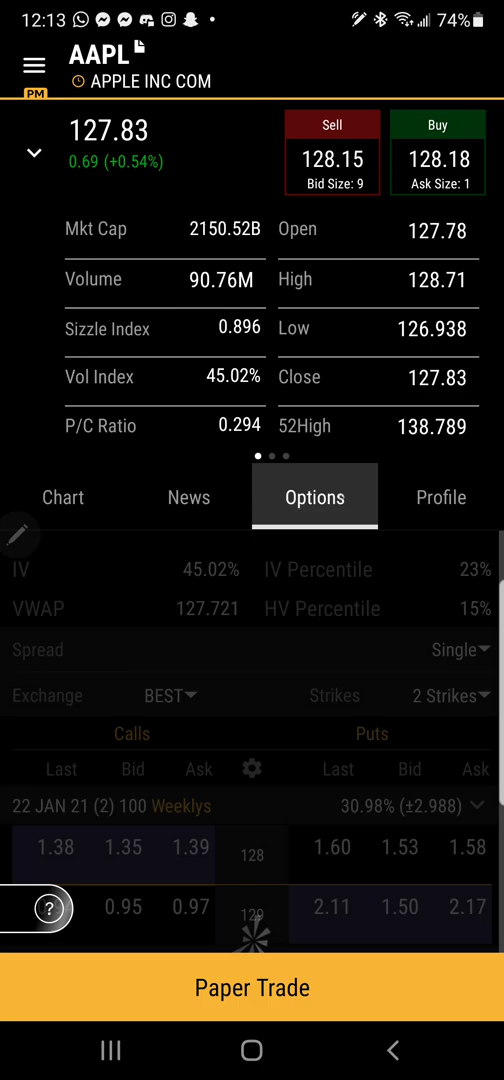 12:13 74%
AAPL
PM APPLE INC COM
127.83 Sell Buy
0.69 (+0.54%) 128.15 128.18
Bid Size: 9 Ask Size: 1
Mkt Cap 2150.52B Open 127.78
Volume 90.76M High 128.71
Sizzle Index 0.896 Low 126.938
Vol Index 45.02% Close 127.83
P/C Ratio 0.294 52High 138.789
Chart News Options Profile
IV 45.02% IV Percentile 23%
VWAP 127.721 HV Percentile 15%
Spread Single
Exchange BEST Strikes 2 Strikes
Calls Puts
Last Bid Ask Last Bid Ask
22 JAN 21 (2) 100 Weeklys 30.98% (±2.988)
1.38 1.35 1.39 128 1.60 1.53 1.58
? 0.95 0.97 129 2.11 1.50 2.17
Paper Trade